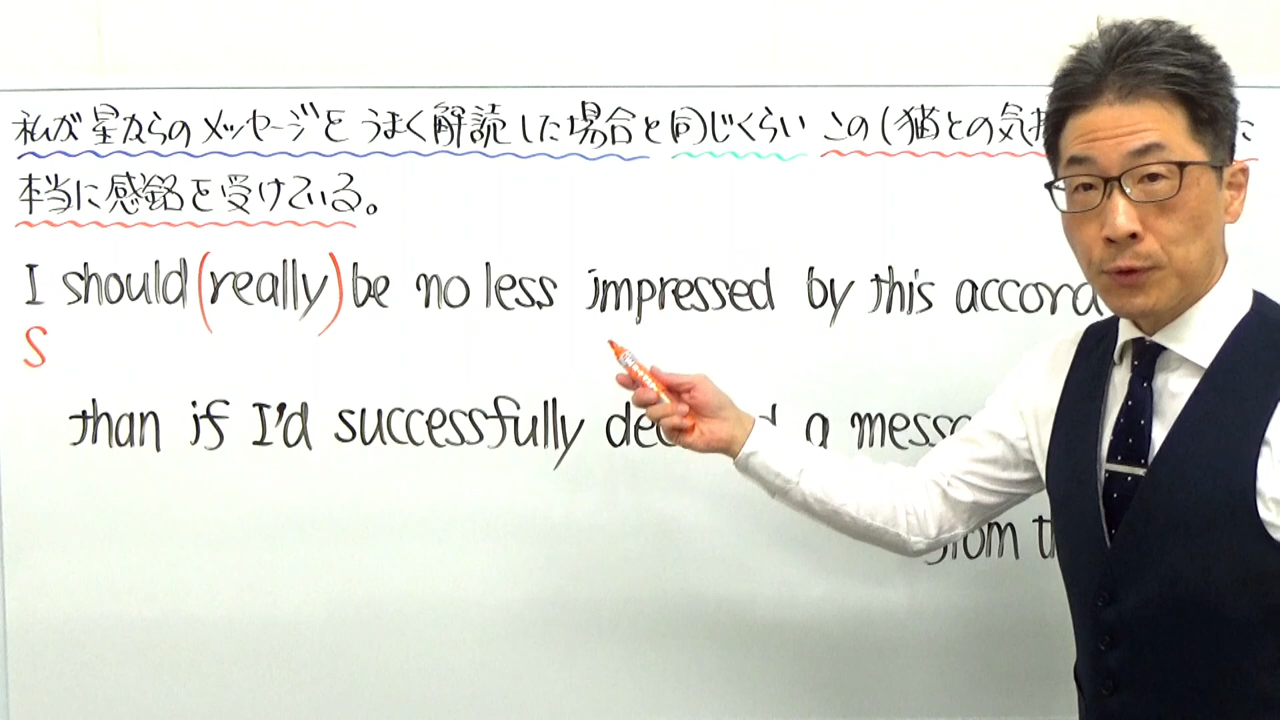 私が星からのメッセージをうまく解読した場合と同じくらいこの(猫との気持 に
本当に感銘を受けている。
I should (really) be no less impressed by this accord
S
than if I'd successfully dec d a messa
from th